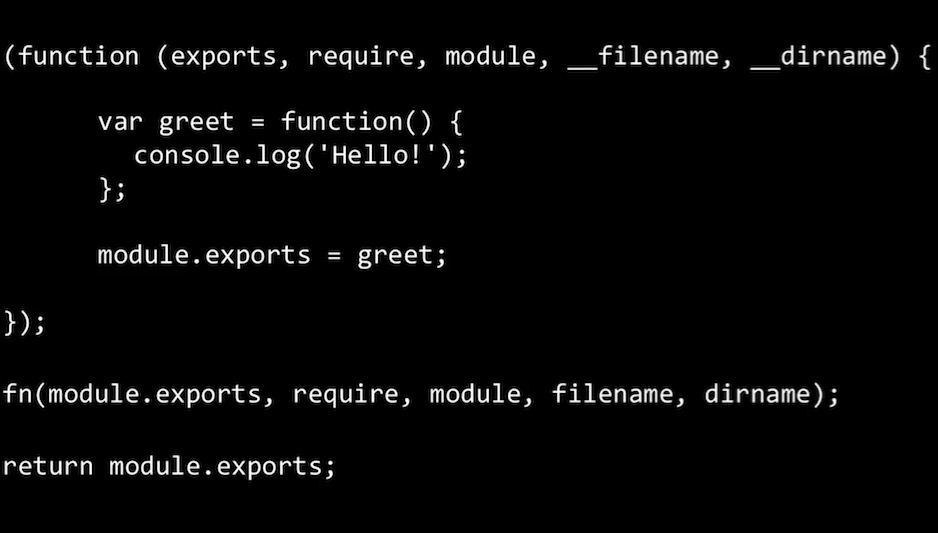 (function (exports, require, module, __filename, __dirname) {
var greet = function() {
console.log('Hello!');
};
module.exports = greet;
});
fn(module.exports, require, module, filename, dirname);
return module.exports;